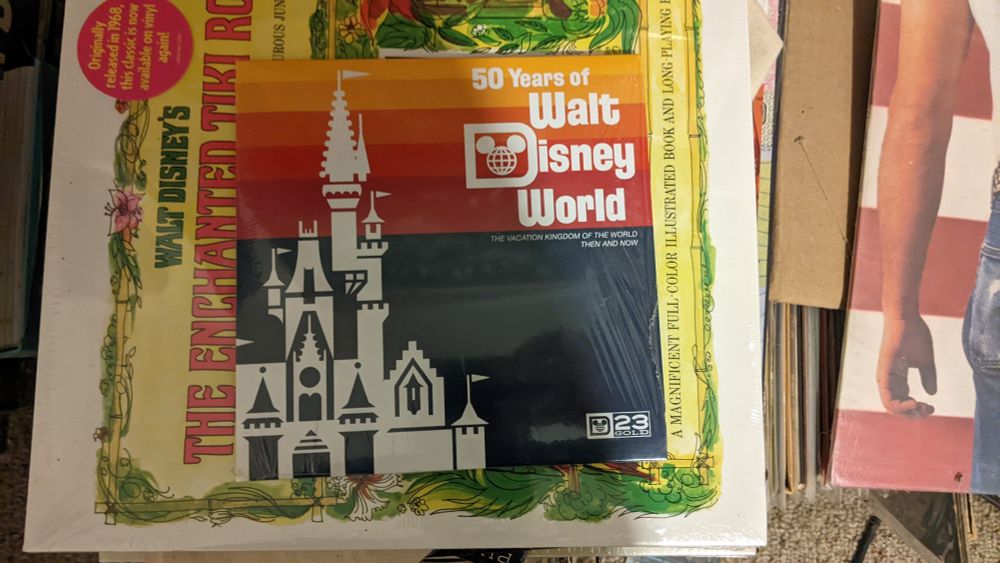 Originally
released in 1968,
this classic is now
available on vinyl
again!
WALT DISNEY'S
THE ENCHANTED TIKI RO
50 Years of
Walt
Disney
World
THE VACATION KINGDOM OF THE WORLD
THEN AND NOW
D 23
GOLD
A MAGNIFICENT FULL-COLOR ILLUSTRATED BOOK AND LONG-PLAYING